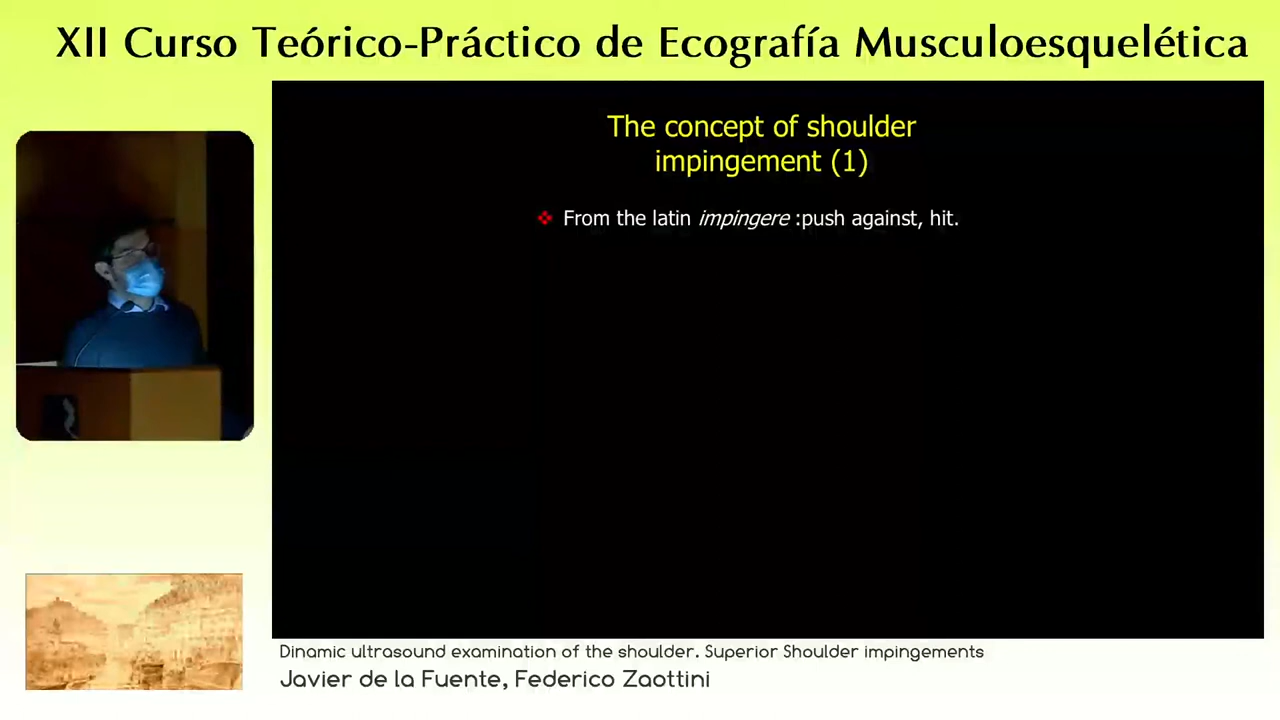 XII Curso Teórico-Práctico de Ecografía Musculoesquelética
The concept of shoulder
impingement (1)
❖ From the latin impingere :push against, hit.
Dinamic ultrasound examination of the shoulder. Superior Shoulder impingements
Javier de la Fuente, Federico Zaottini